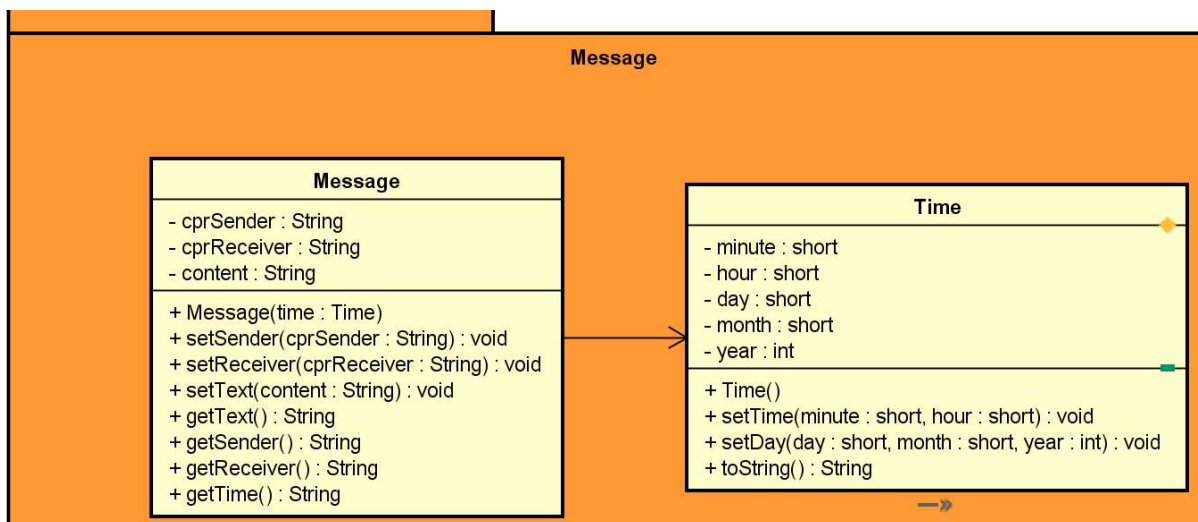 Message
Message
- cprSender : String
- cprReceiver : String
- content : String
+ Message(time : Time)
+ setSender(cprSender : String) : void
+ setReceiver(cprReceiver : String) : void
+ setText(content : String) : void
+ getText() : String
+ getSender() : String
+ getReceiver() : String
+ getTime() : String
Time
- minute : short
- hour : short
- day : short
- month : short
- year : int
+ Time()
+ setTime(minute : short, hour : short) : void
+ setDay(day : short, month : short, year : int) : void
+ toString() : String